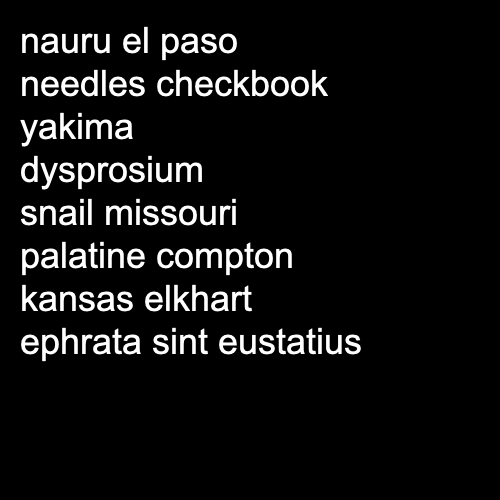 nauru el paso
needles checkbook
yakima
dysprosium
snail missouri
palatine compton
kansas elkhart
ephrata sint eustatius